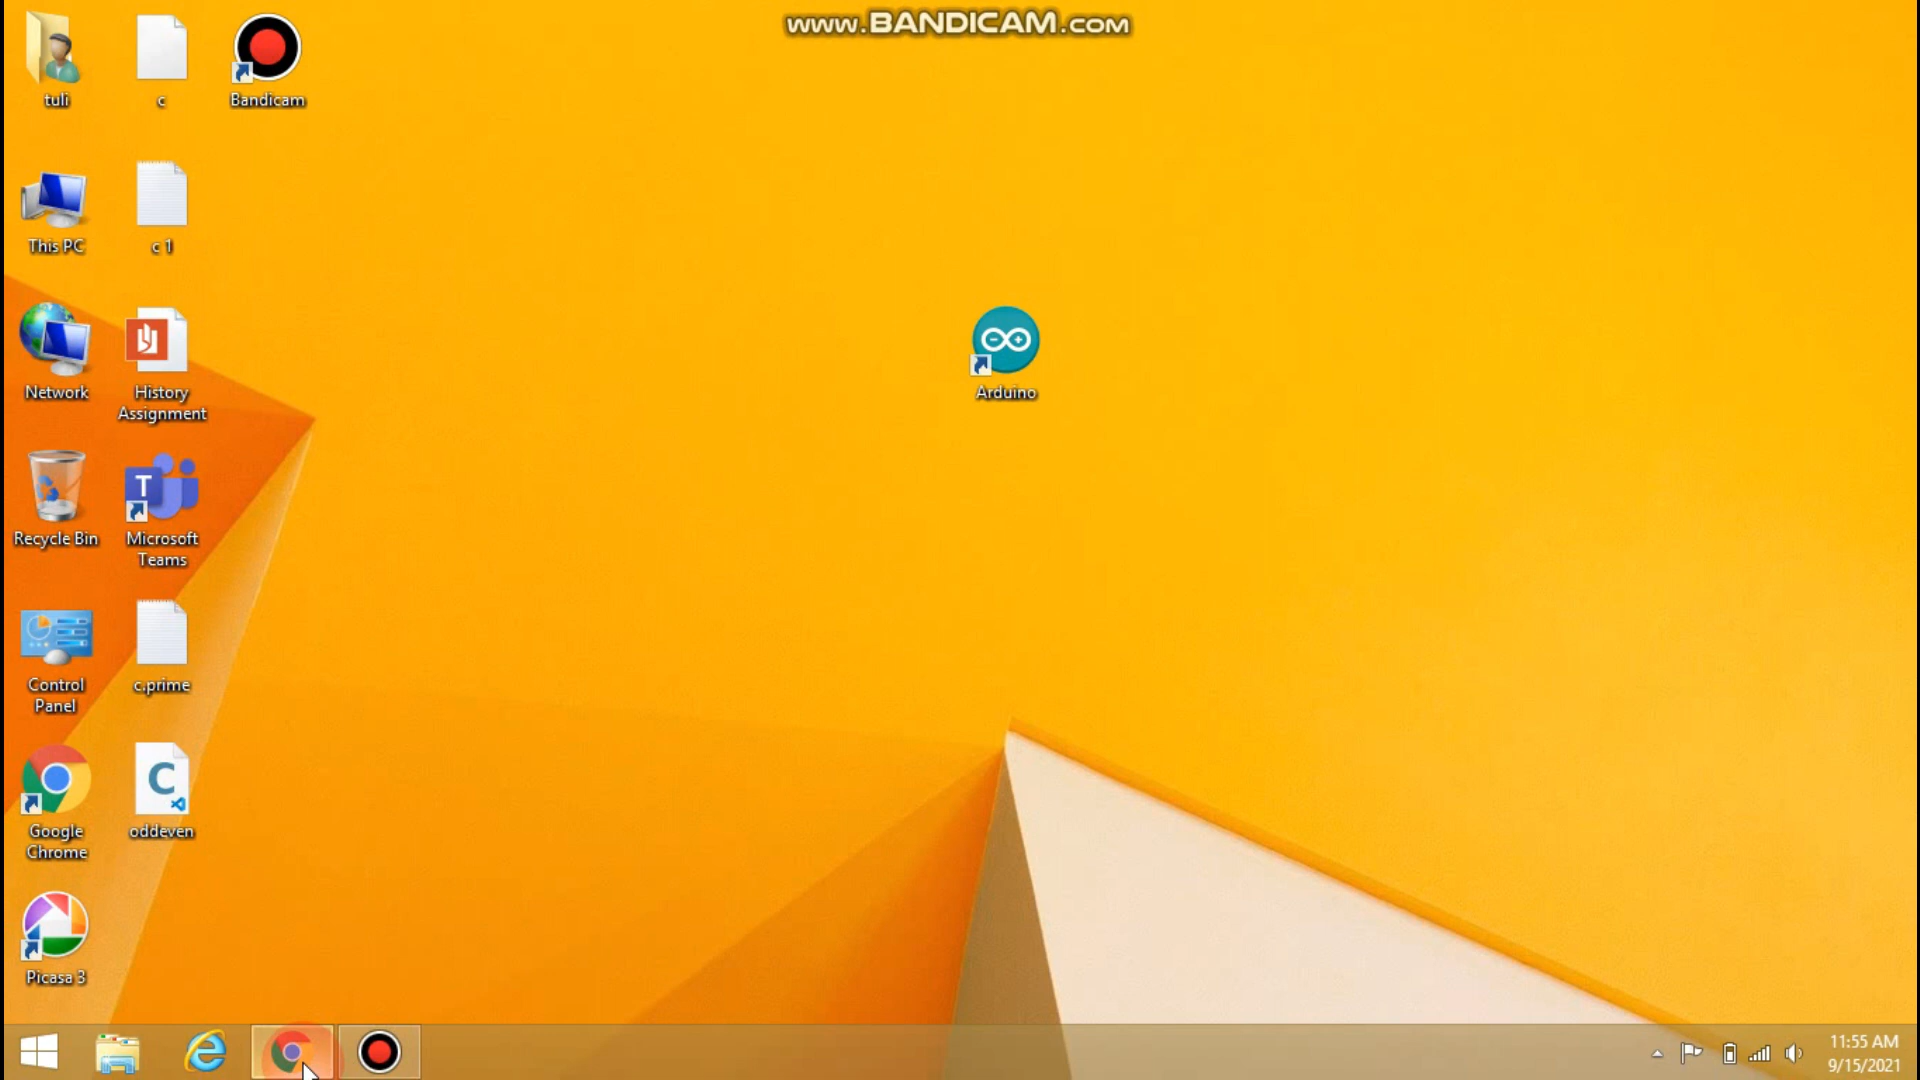 www.BANDICAM.com
tuli
c
Bandicam
This PC
c 1
Network
History
Assignment
Arduino
Recycle Bin
T
Microsoft
Teams
Control
Panel
c.prime
Google
Chrome
C
oddeven
Picasa 3
11:55 AM
9/15/2021